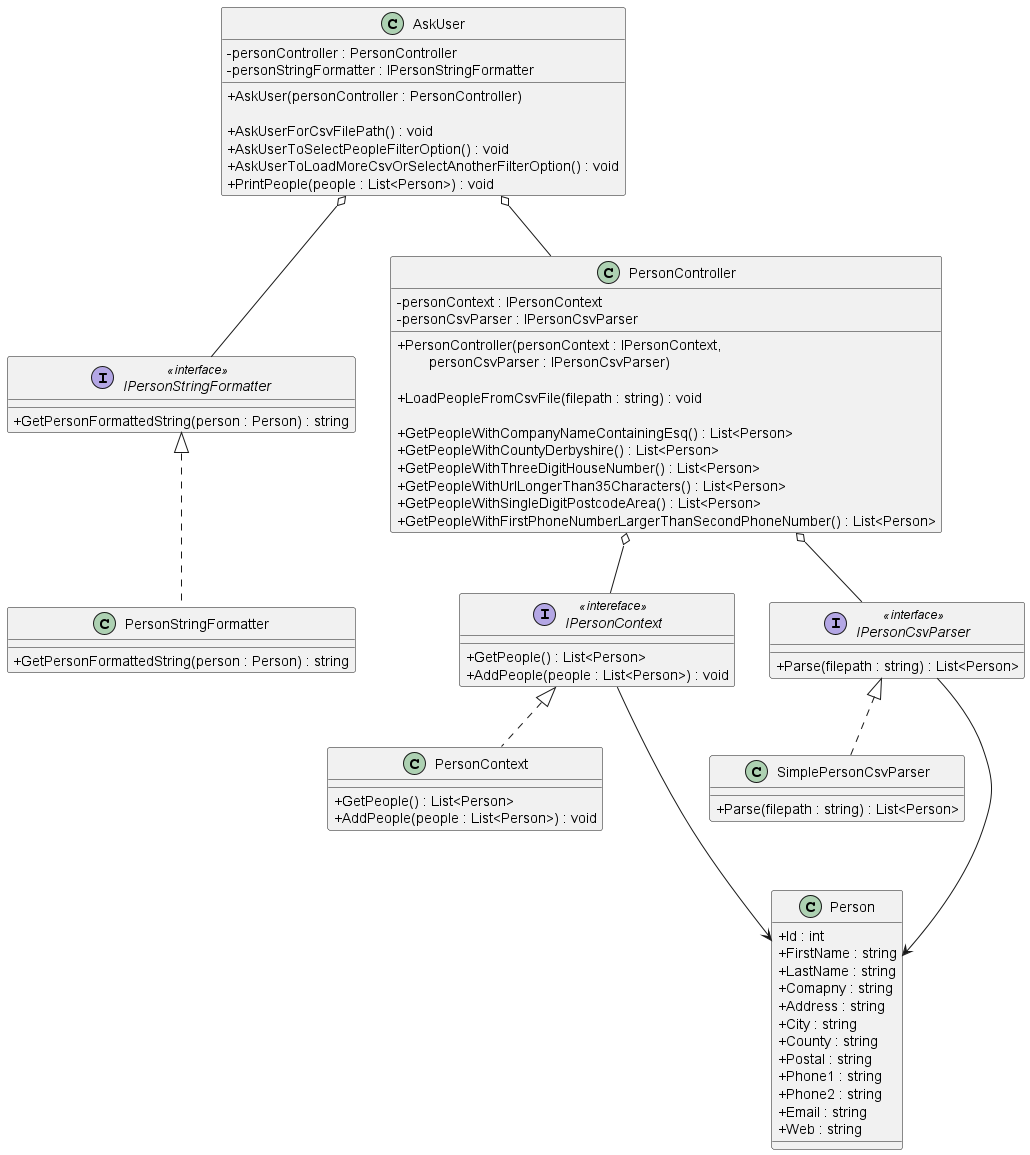 C AskUser
-personController : PersonController
-personStringFormatter : IPersonStringFormatter
+AskUser(personController : PersonController)
+AskUserForCsvFilePath() : void
+AskUserToSelectPeopleFilterOption() : void
+AskUserToLoadMoreCsvOrSelectAnotherFilterOption() : void
+PrintPeople(people : List<Person>) : void
C PersonController
-personContext : IPersonContext
-personCsvParser : IPersonCsvParser
+PersonController(personContext : IPersonContext,
personCsvParser : IPersonCsvParser)
+LoadPeopleFromCsvFile(filepath : string) : void
+GetPeopleWithCompanyNameContainingEsq() : List<Person>
+GetPeopleWithCountyDerbyshire() : List<Person>
+GetPeopleWithThreeDigitHouseNumber() : List<Person>
+GetPeopleWithUrlLongerThan35Characters() : List<Person>
+GetPeopleWithSingleDigitPostcodeArea() : List<Person>
+GetPeopleWithFirstPhoneNumberLargerThanSecondPhoneNumber() : List<Person>
«interface»
I IPersonStringFormatter
+GetPersonFormattedString(person : Person) : string
C PersonStringFormatter
+GetPersonFormattedString(person : Person) : string
«intereface»
I IPersonContext
+GetPeople() : List<Person>
+AddPeople(people : List<Person>) : void
«interface»
I IPersonCsvParser
+Parse(filepath : string) : List<Person>
C PersonContext
+GetPeople() : List<Person>
+AddPeople(people : List<Person>) : void
C SimplePersonCsvParser
+Parse(filepath : string) : List<Person>
C Person
+Id : int
+FirstName : string
+LastName : string
+Comapny : string
+Address : string
+City : string
+County : string
+Postal : string
+Phone1 : string
+Phone2 : string
+Email : string
+Web : string